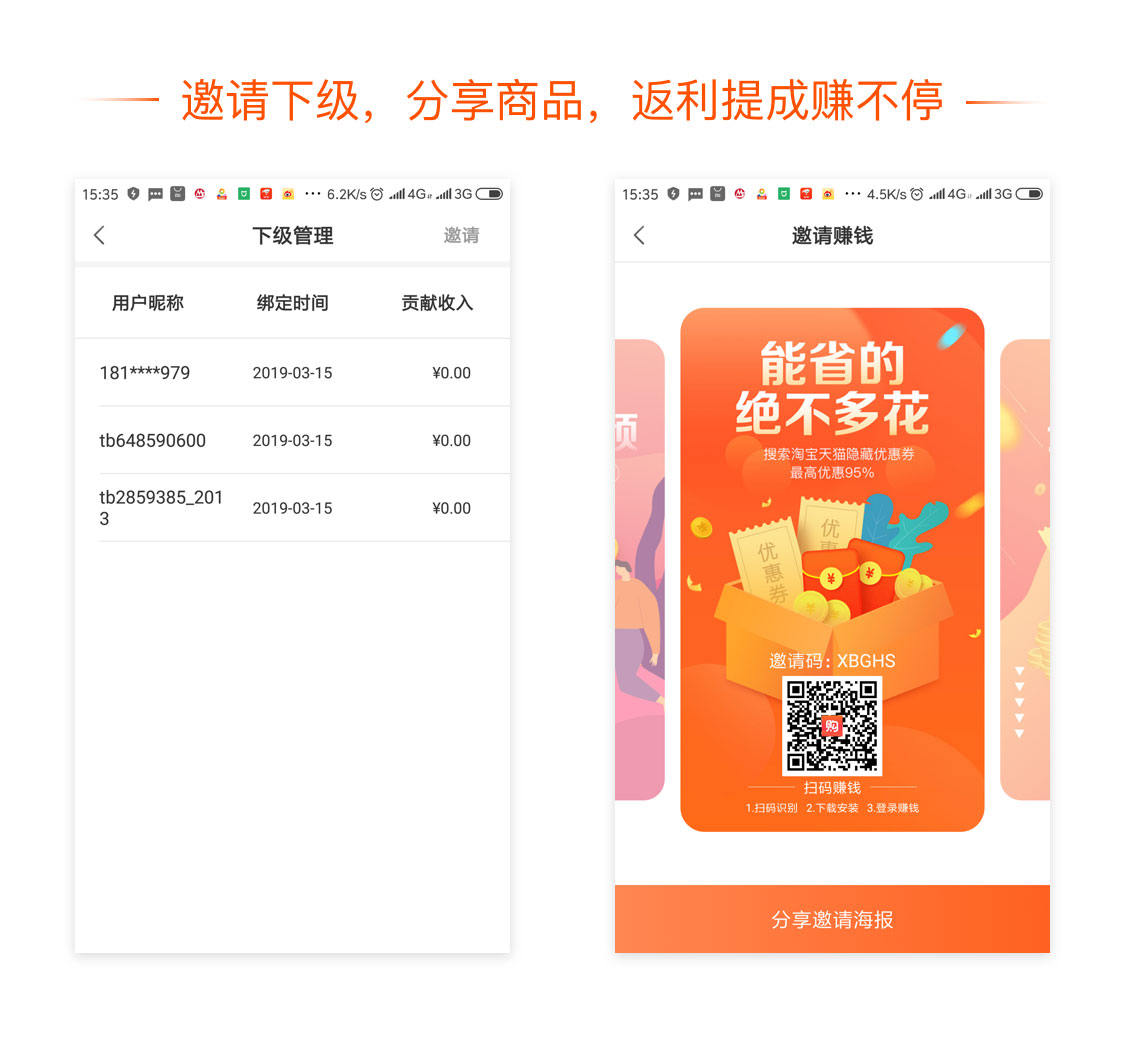 邀请下级，分享商品，返利提成赚不停
15:35 ··· 6.2K/s 4G 3G
下级管理 邀请
用户昵称 绑定时间 贡献收入
181****979 2019-03-15 ¥0.00
tb648590600 2019-03-15 ¥0.00
tb2859385_201
3 2019-03-15 ¥0.00
15:35 ··· 4.5K/s 4G 3G
邀请赚钱
能省的
绝不多花
搜索淘宝天猫隐藏优惠券
最高优惠95%
优惠券
优惠
邀请码：XBGHS
购
扫码赚钱
1.扫码识别 2.下载安装 3.登录赚钱
分享邀请海报